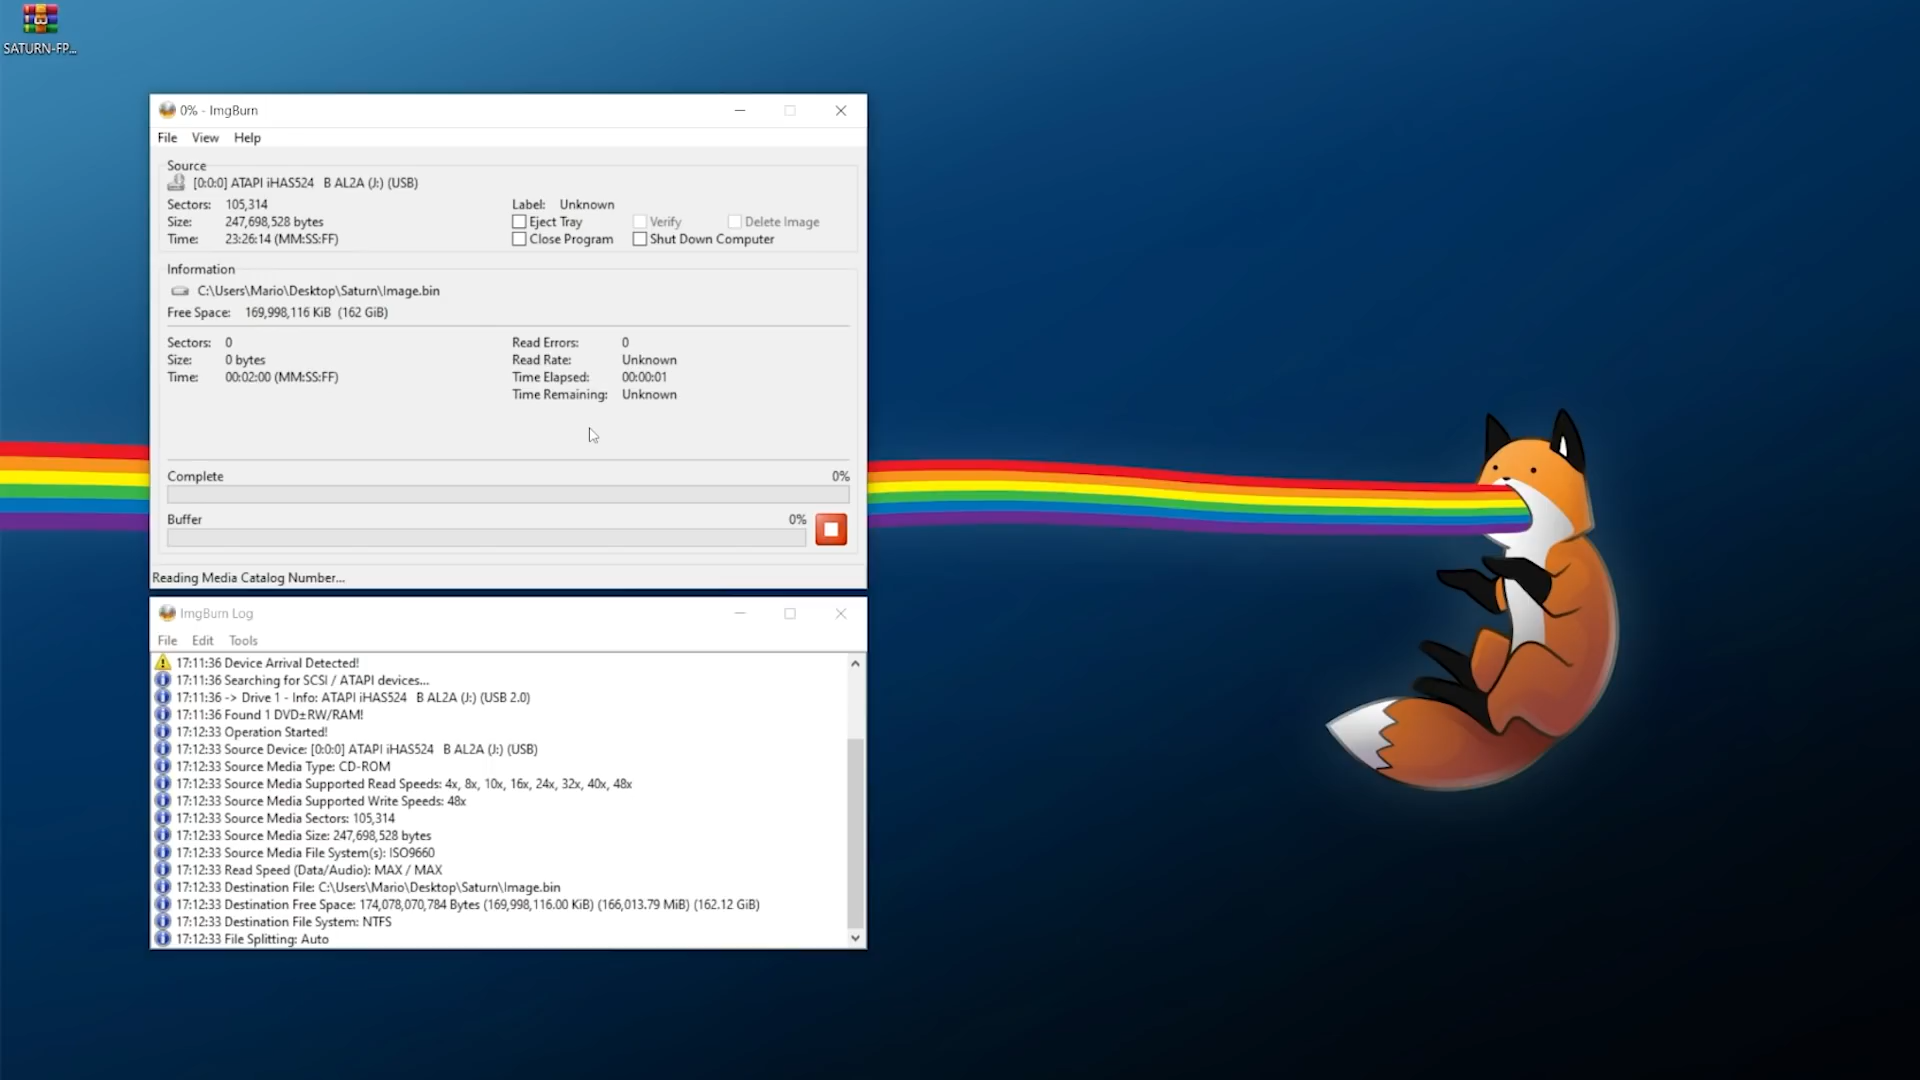 SATURN-FP...
0% - ImgBurn
File View Help
Source
[0:0:0] ATAPI iHAS524 B AL2A (J:) (USB)
Sectors: 105,314 Label: Unknown
Size: 247,698,528 bytes Eject Tray Verify Delete Image
Time: 23:26:14 (MM:SS:FF) Close Program Shut Down Computer
Information
C:\Users\Mario\Desktop\Saturn\Image.bin
Free Space: 169,998,116 KiB (162 GiB)
Sectors: 0 Read Errors: 0
Size: 0 bytes Read Rate: Unknown
Time: 00:02:00 (MM:SS:FF) Time Elapsed: 00:00:01
Time Remaining: Unknown
Complete 0%
Buffer 0%
Reading Media Catalog Number...
ImgBurn Log
File Edit Tools
17:11:36 Device Arrival Detected!
17:11:36 Searching for SCSI / ATAPI devices...
17:11:36 -> Drive 1 - Info: ATAPI iHAS524 B AL2A (J:) (USB 2.0)
17:11:36 Found 1 DVD±RW/RAM!
17:12:33 Operation Started!
17:12:33 Source Device: [0:0:0] ATAPI iHAS524 B AL2A (J:) (USB)
17:12:33 Source Media Type: CD-ROM
17:12:33 Source Media Supported Read Speeds: 4x, 8x, 10x, 16x, 24x, 32x, 40x, 48x
17:12:33 Source Media Supported Write Speeds: 48x
17:12:33 Source Media Sectors: 105,314
17:12:33 Source Media Size: 247,698,528 bytes
17:12:33 Source Media File System(s): ISO9660
17:12:33 Read Speed (Data/Audio): MAX / MAX
17:12:33 Destination File: C:\Users\Mario\Desktop\Saturn\Image.bin
17:12:33 Destination Free Space: 174,078,070,784 Bytes (169,998,116.00 KiB) (166,013.79 MiB) (162.12 GiB)
17:12:33 Destination File System: NTFS
17:12:33 File Splitting: Auto